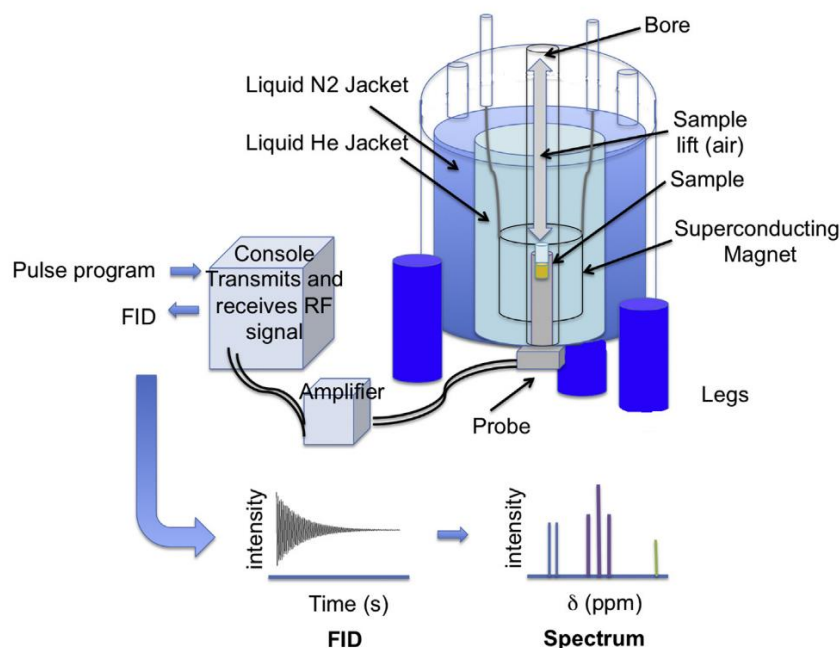 Bore
Liquid N2 Jacket
Liquid He Jacket
Sample
lift (air)
Sample
Superconducting
Magnet
Console
Transmits and
receives RF
signal
Pulse program
FID
Amplifier
Probe
Legs
intensity
Time (s)
FID
intensity
δ (ppm)
Spectrum